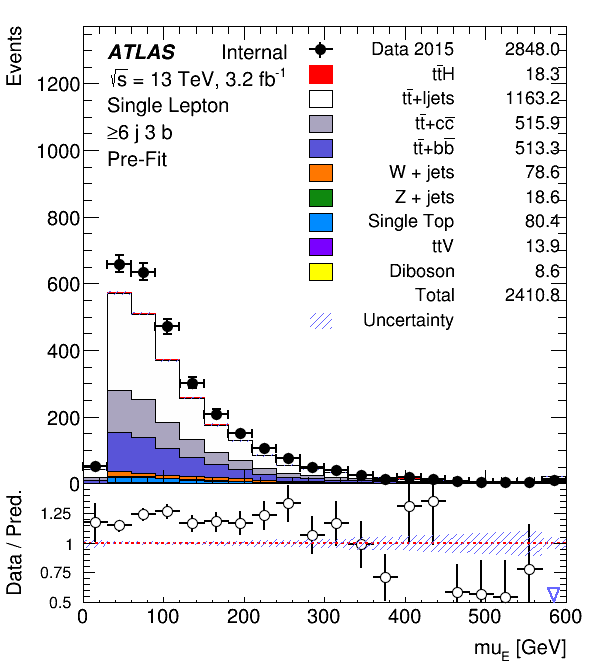 Events
ATLAS Internal
√s = 13 TeV, 3.2 fb⁻¹
Single Lepton
≥6 j 3 b
Pre-Fit
Data 2015 2848.0
tt̄H 18.3
tt̄+ljets 1163.2
tt̄+cc̄ 515.9
tt̄+bb̄ 513.3
W + jets 78.6
Z + jets 18.6
Single Top 80.4
ttV 13.9
Diboson 8.6
Total 2410.8
Uncertainty
1200
1000
800
600
400
200
0
Data / Pred.
1.25
1
0.75
0.5
0 100 200 300 400 500 600
mu_E [GeV]